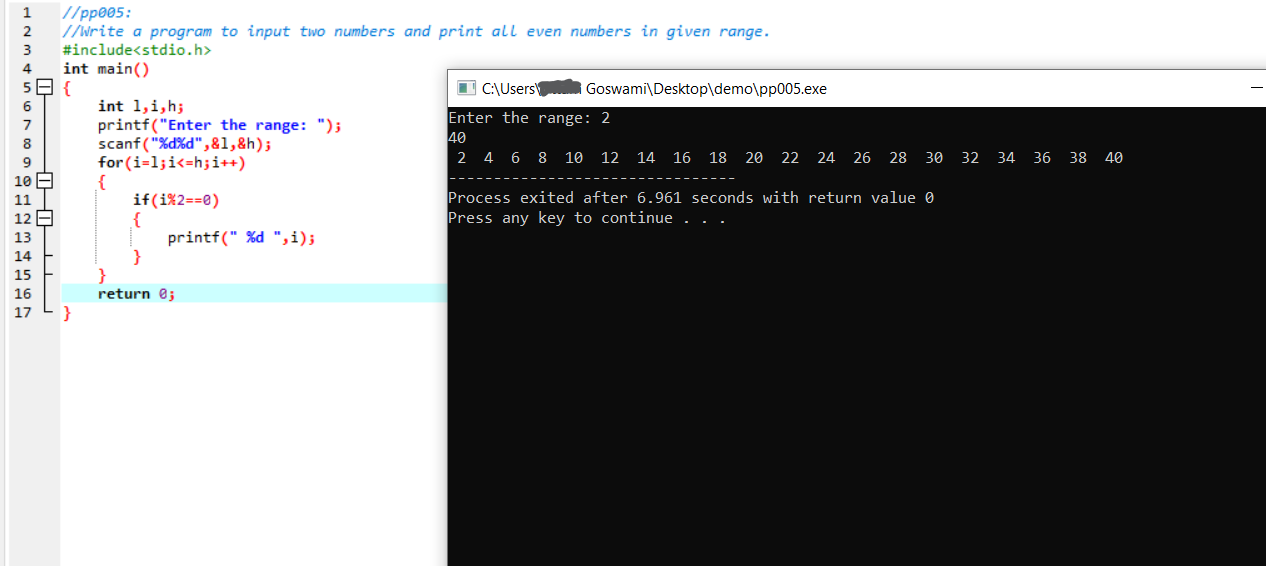 1 //pp005:
2 //Write a program to input two numbers and print all even numbers in given range.
3 #include<stdio.h>
4 int main()
5 {
6 int l,i,h;
7 printf("Enter the range: ");
8 scanf("%d%d",&l,&h);
9 for(i=l;i<=h;i++)
10 {
11 if(i%2==0)
12 {
13 printf(" %d ",i);
14 }
15 }
16 return 0;
17 }
C:\Users\ Goswami\Desktop\demo\pp005.exe
Enter the range: 2
40
2 4 6 8 10 12 14 16 18 20 22 24 26 28 30 32 34 36 38 40
--------------------------------
Process exited after 6.961 seconds with return value 0
Press any key to continue . . .